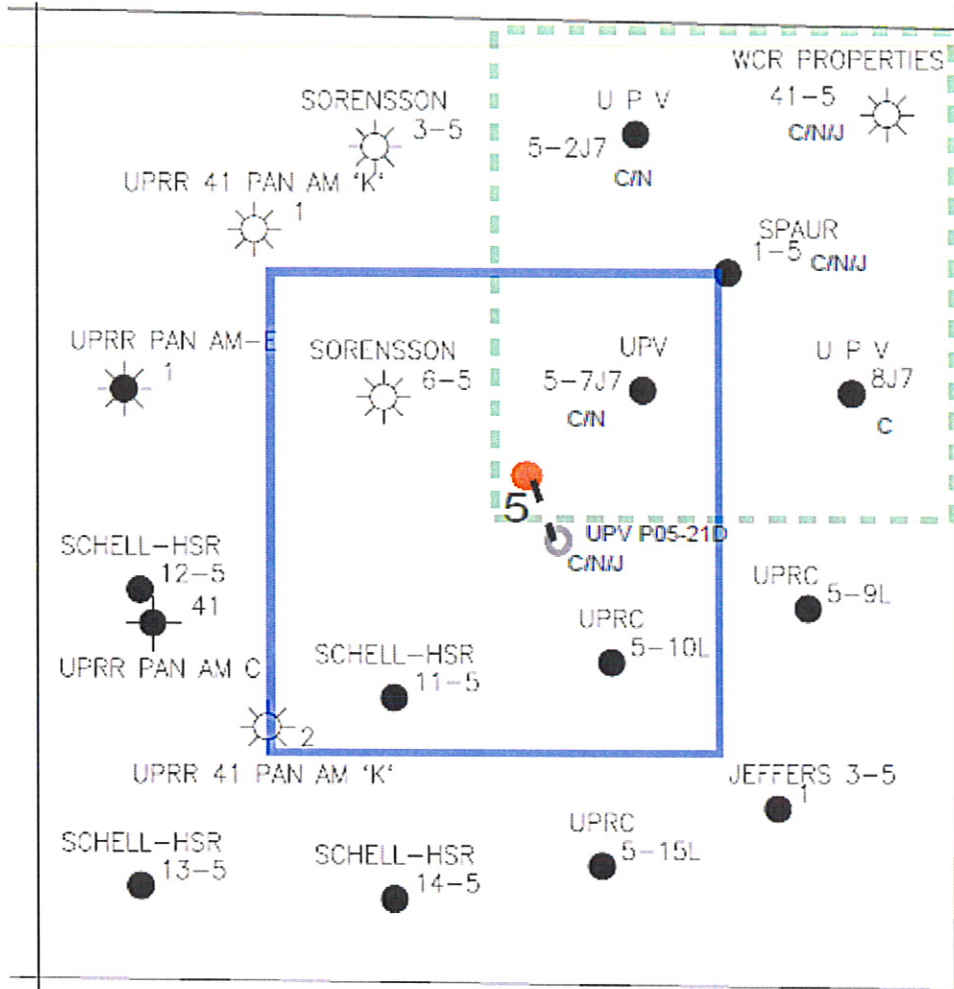 WCR PROPERTIES
41-5
C/N/J
SORENSSON
3-5
U P V
5-2J7
C/N
UPRR 41 PAN AM 'K'
1
SPAUR
1-5 C/N/J
UPRR PAN AM-E
1
SORENSSON
6-5
UPV
5-7J7
C/N
U P V
8J7
C
5
UPV P05-21D
C/N/J
SCHELL-HSR
12-5
41
UPRR PAN AM C
UPRC
5-9L
UPRC
5-10L
SCHELL-HSR
11-5
2
UPRR 41 PAN AM 'K'
JEFFERS 3-5
1
UPRC
5-15L
SCHELL-HSR
13-5
SCHELL-HSR
14-5